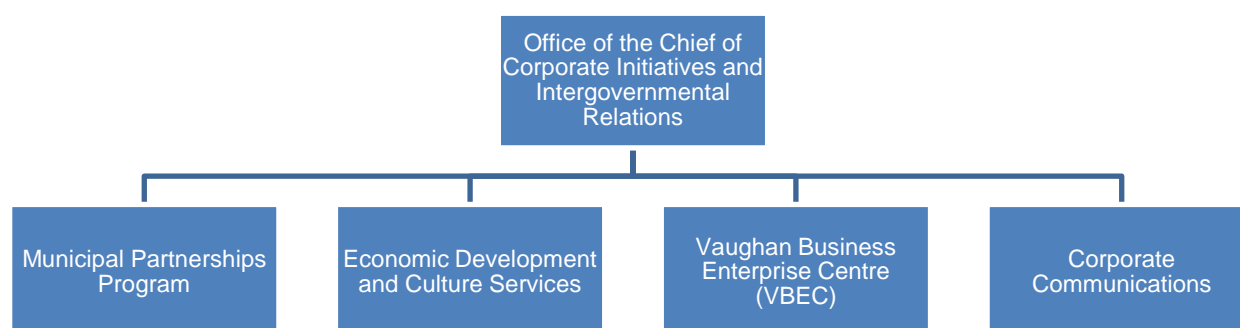 Office of the Chief of
Corporate Initiatives and
Intergovernmental
Relations
Municipal Partnerships
Program
Economic Development
and Culture Services
Vaughan Business
Enterprise Centre
(VBEC)
Corporate
Communications